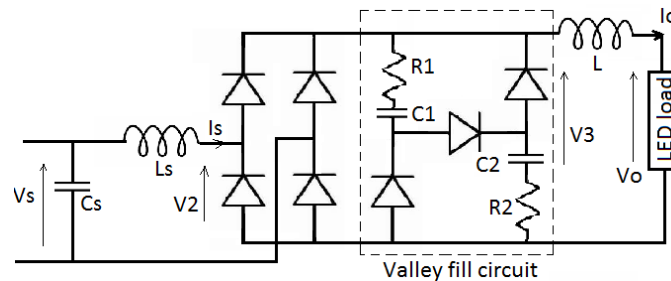 Io
R1
L
C1
Is
V3
LED load
C2
Ls
Vs
Cs
V2
R2
Vo
Valley fill circuit